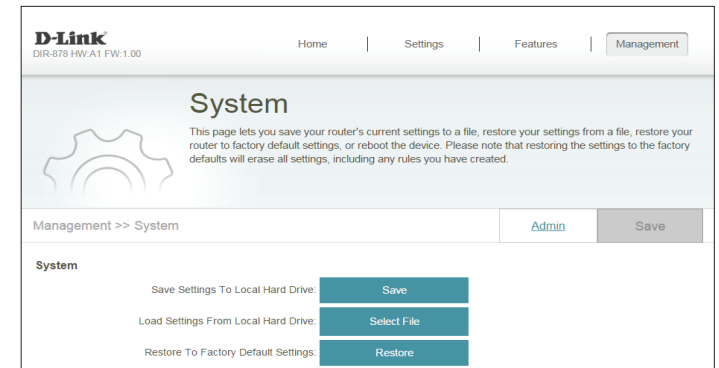 D-Link
DIR-878 HW:A1 FW:1.00
Home | Settings | Features | Management
System
This page lets you save your router's current settings to a file, restore your settings from a file, restore your
router to factory default settings, or reboot the device. Please note that restoring the settings to the factory
defaults will erase all settings, including any rules you have created.
Management >> System
Admin
Save
System
Save Settings To Local Hard Drive: Save
Load Settings From Local Hard Drive: Select File
Restore To Factory Default Settings: Restore